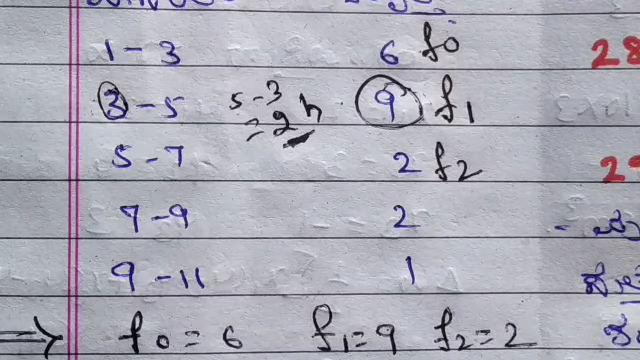 1 - 3 6 f0 28
3 - 5 5 - 3 = 2 h 9 f1
5 - 7 2 f2
7 - 9 2
9 - 11 1
⇒ f0 = 6 f1 = 9 f2 = 2